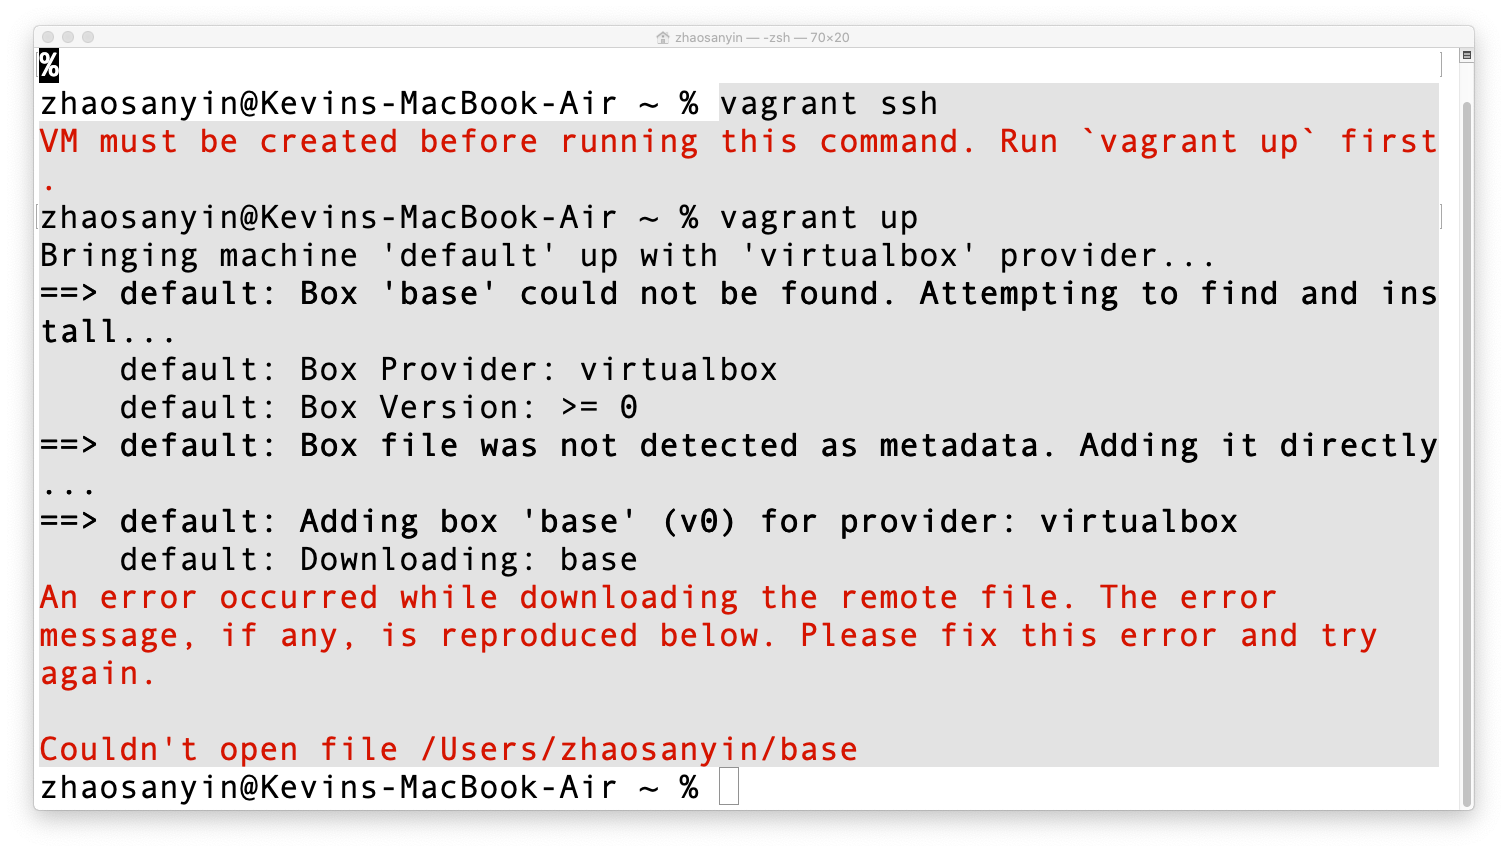 zhaosanyin — -zsh — 70×20
%
zhaosanyin@Kevins-MacBook-Air ~ % vagrant ssh
VM must be created before running this command. Run `vagrant up` first
.
zhaosanyin@Kevins-MacBook-Air ~ % vagrant up
Bringing machine 'default' up with 'virtualbox' provider...
==> default: Box 'base' could not be found. Attempting to find and ins
tall...
    default: Box Provider: virtualbox
    default: Box Version: >= 0
==> default: Box file was not detected as metadata. Adding it directly
...
==> default: Adding box 'base' (v0) for provider: virtualbox
    default: Downloading: base
An error occurred while downloading the remote file. The error
message, if any, is reproduced below. Please fix this error and try
again.

Couldn't open file /Users/zhaosanyin/base
zhaosanyin@Kevins-MacBook-Air ~ %